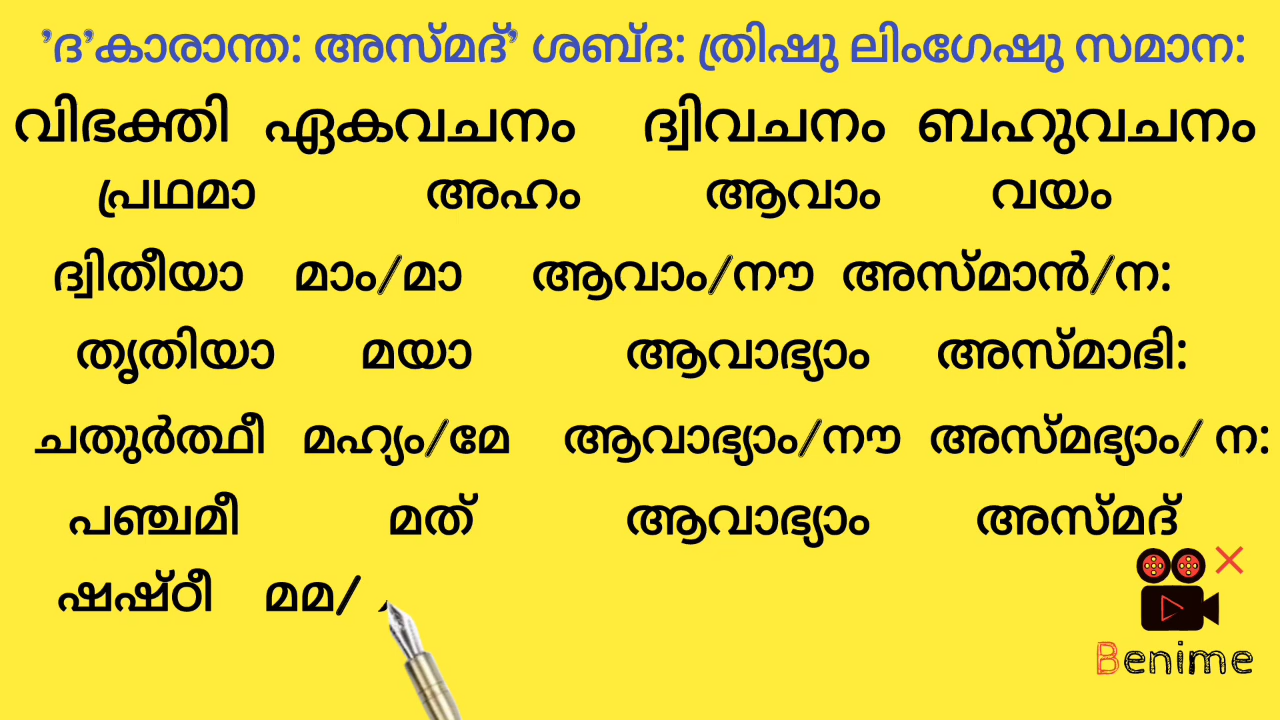 'ദ'കാരാന്ത: അസ്മദ്' ശബ്ദ: ത്രിഷു ലിംഗേഷു സമാന:
വിഭക്തി ഏകവചനം ദ്വിവചനം ബഹുവചനം
പ്രഥമാ അഹം ആവാം വയം
ദ്വിതീയാ മാം/മാ ആവാം/നൗ അസ്മാൻ/ന:
തൃതിയാ മയാ ആവാഭ്യാം അസ്മാഭി:
ചതുർത്ഥീ മഹ്യം/മേ ആവാഭ്യാം/നൗ അസ്മഭ്യാം/ ന:
പഞ്ചമീ മത് ആവാഭ്യാം അസ്മദ്
ഷഷ്ഠീ മമ/
Benime